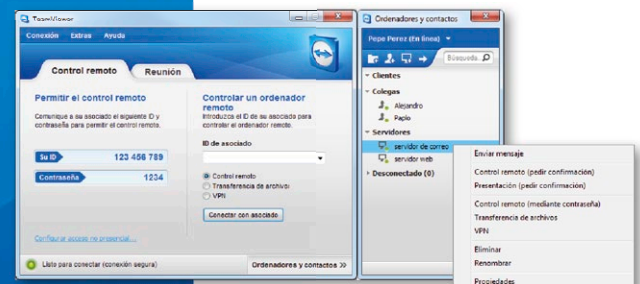 TeamViewer
Conexión Extras Ayuda
Control remoto Reunión
Permitir el control remoto
Comunique a su asociado el siguiente ID y
contraseña para permitir el control remoto.
Su ID 123 456 789
Contraseña 1234
Configurar acceso no presencial...
Controlar un ordenador
remoto
Introduzca el ID de su asociado para
controlar el ordenador remoto.
ID de asociado
Control remoto
Transferencia de archivos
VPN
Conectar con asociado
Listo para conectar (conexión segura)
Ordenadores y contactos >>
Ordenadores y contactos
Pepe Perez (En línea)
Búsqueda
Clientes
Colegas
Alejandro
Papio
Servidores
servidor de correo
servidor web
Desconectado (0)
Enviar mensaje
Control remoto (pedir confirmación)
Presentación (pedir confirmación)
Control remoto (mediante contraseña)
Transferencia de archivos
VPN
Eliminar
Renombrar
Propiedades